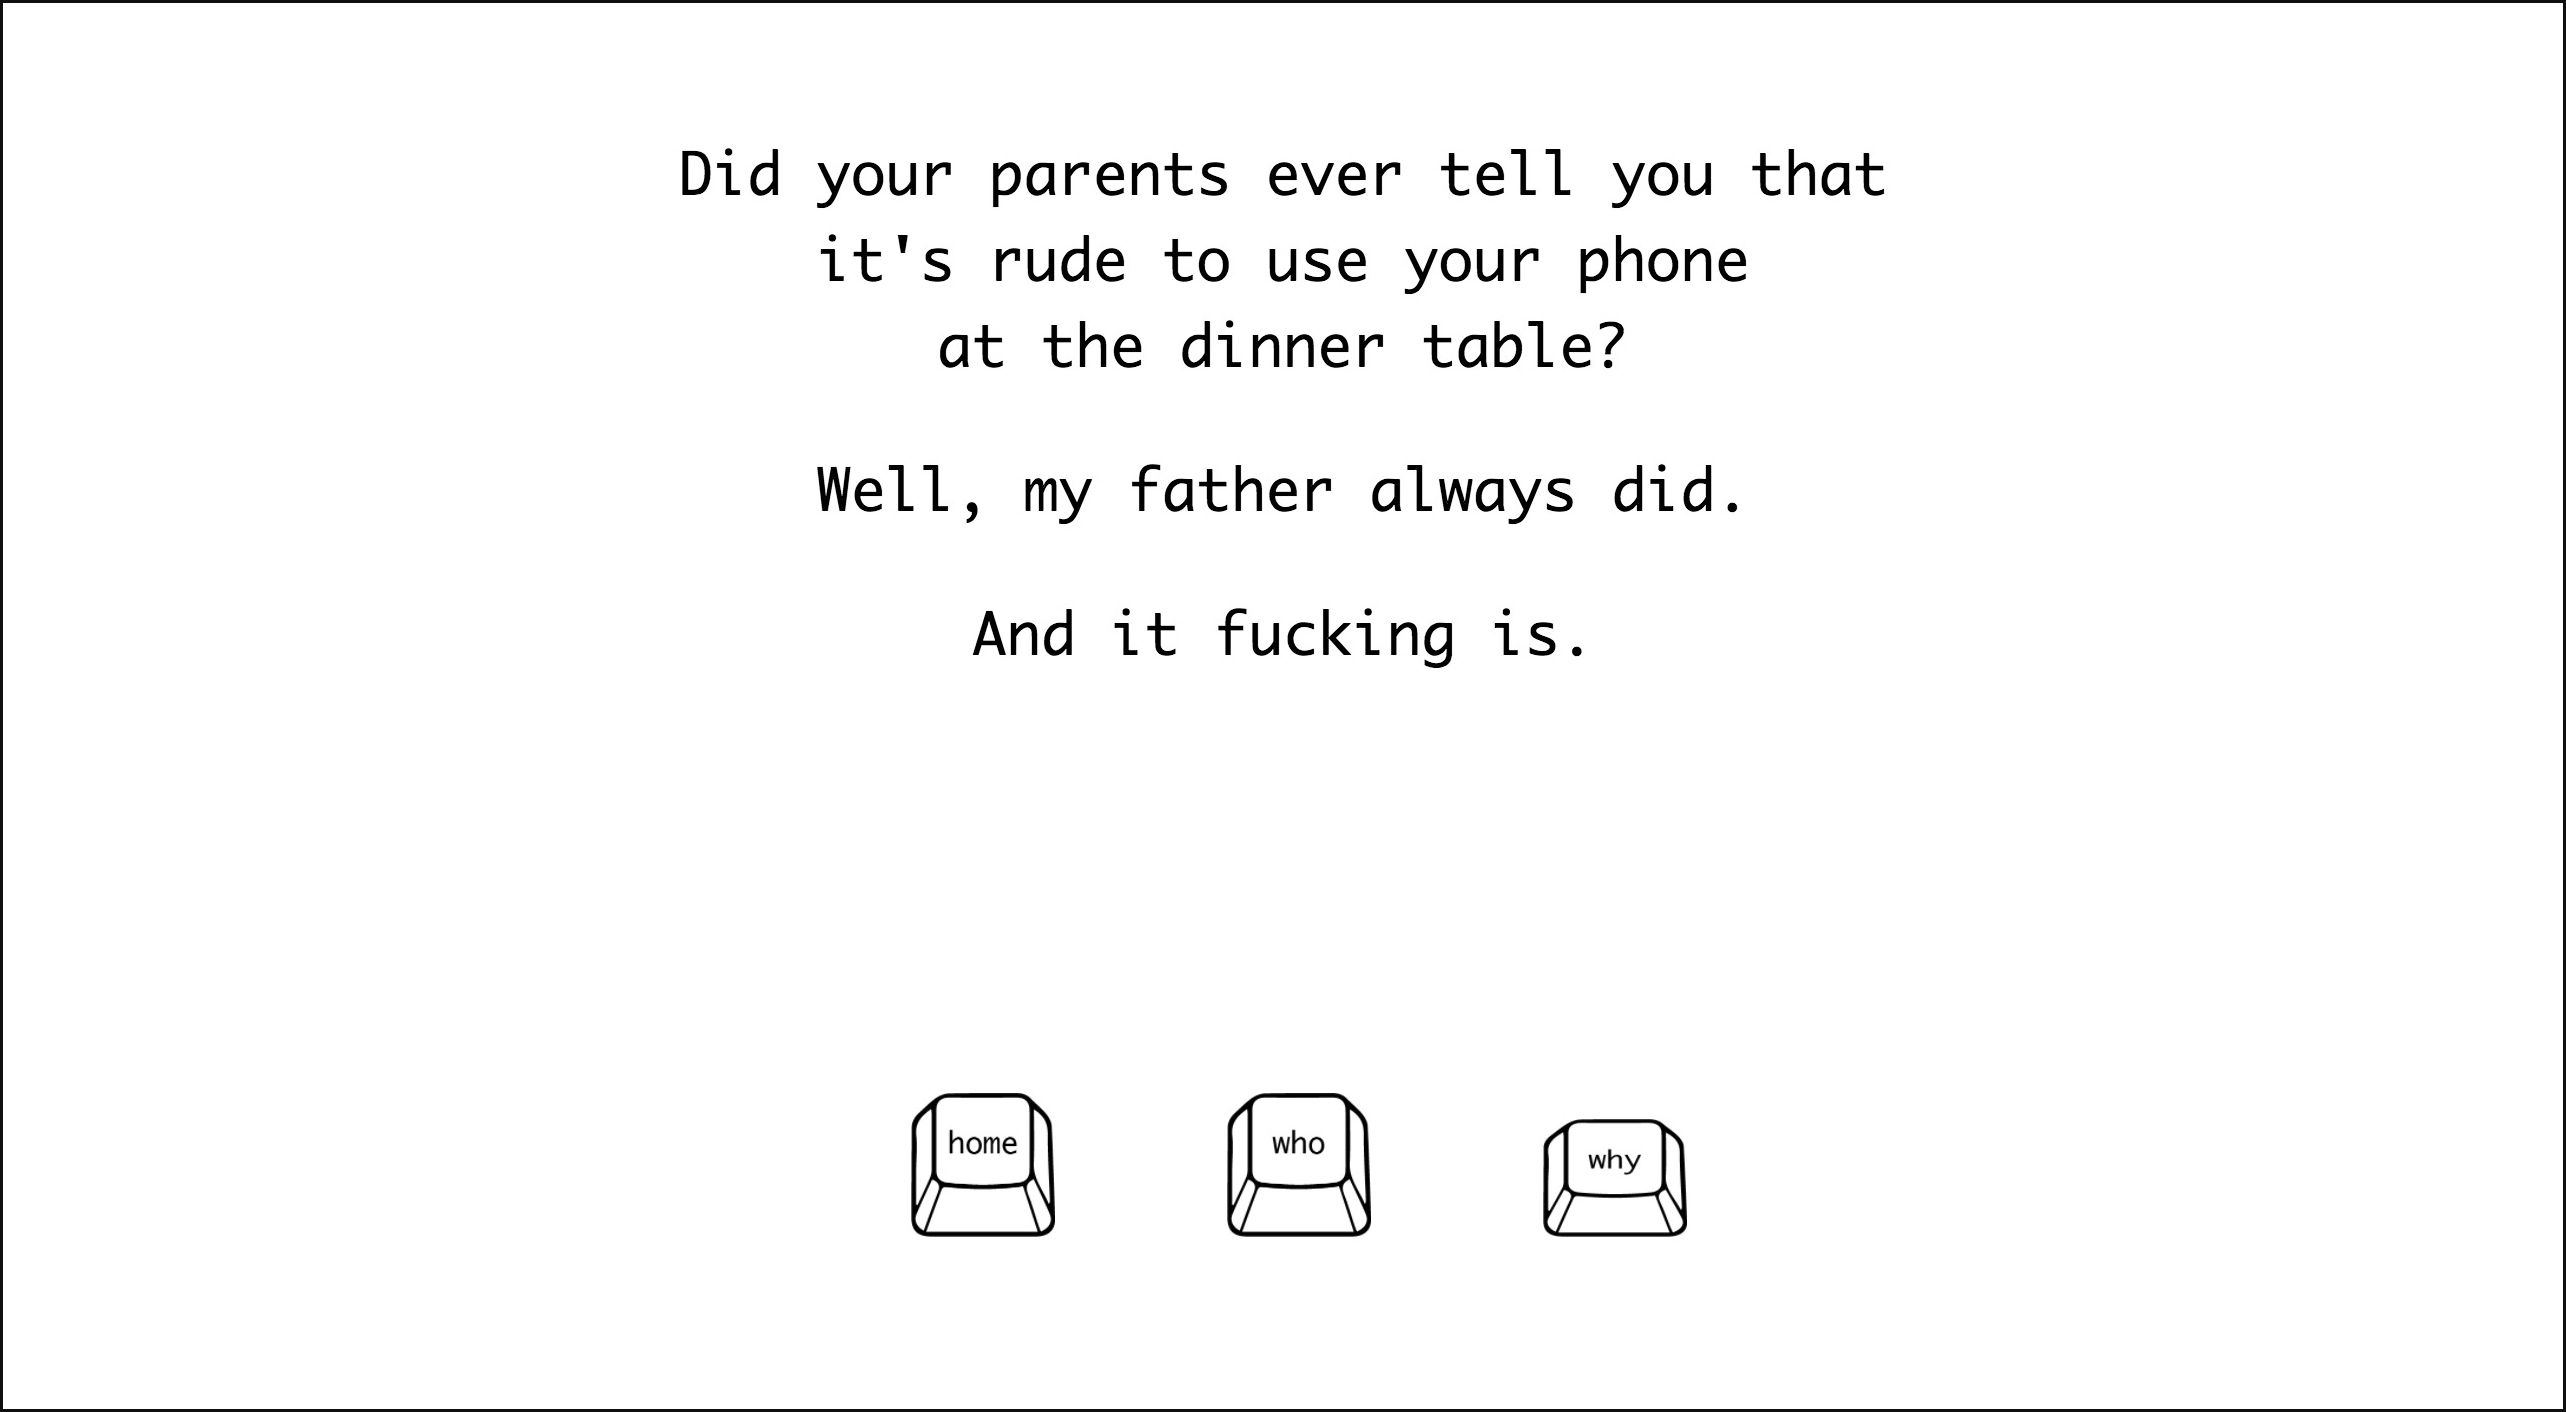 Did your parents ever tell you that
it's rude to use your phone
at the dinner table?
Well, my father always did.
And it fucking is.
home
who
why